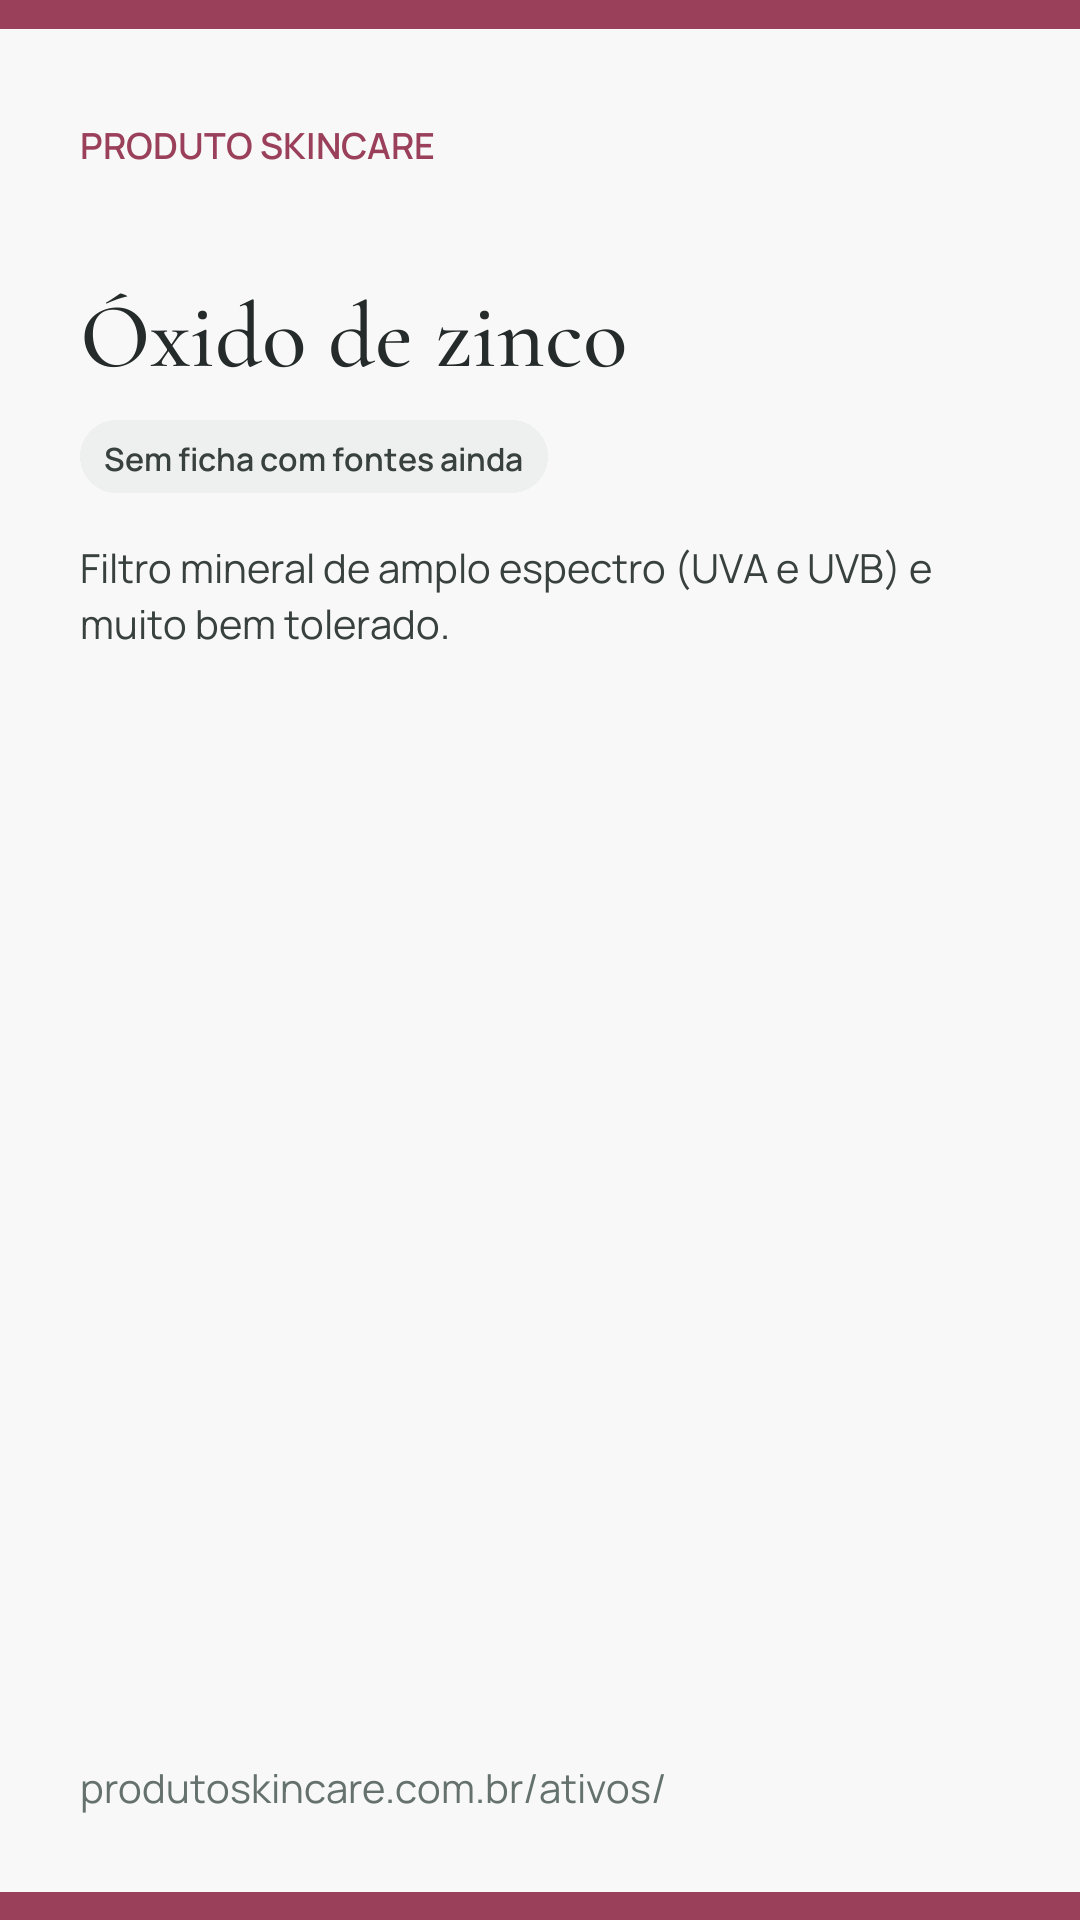 PRODUTO SKINCARE
Óxido de zinco
Sem ficha com fontes ainda
Filtro mineral de amplo espectro (UVA e UVB) e
muito bem tolerado.
produtoskincare.com.br/ativos/